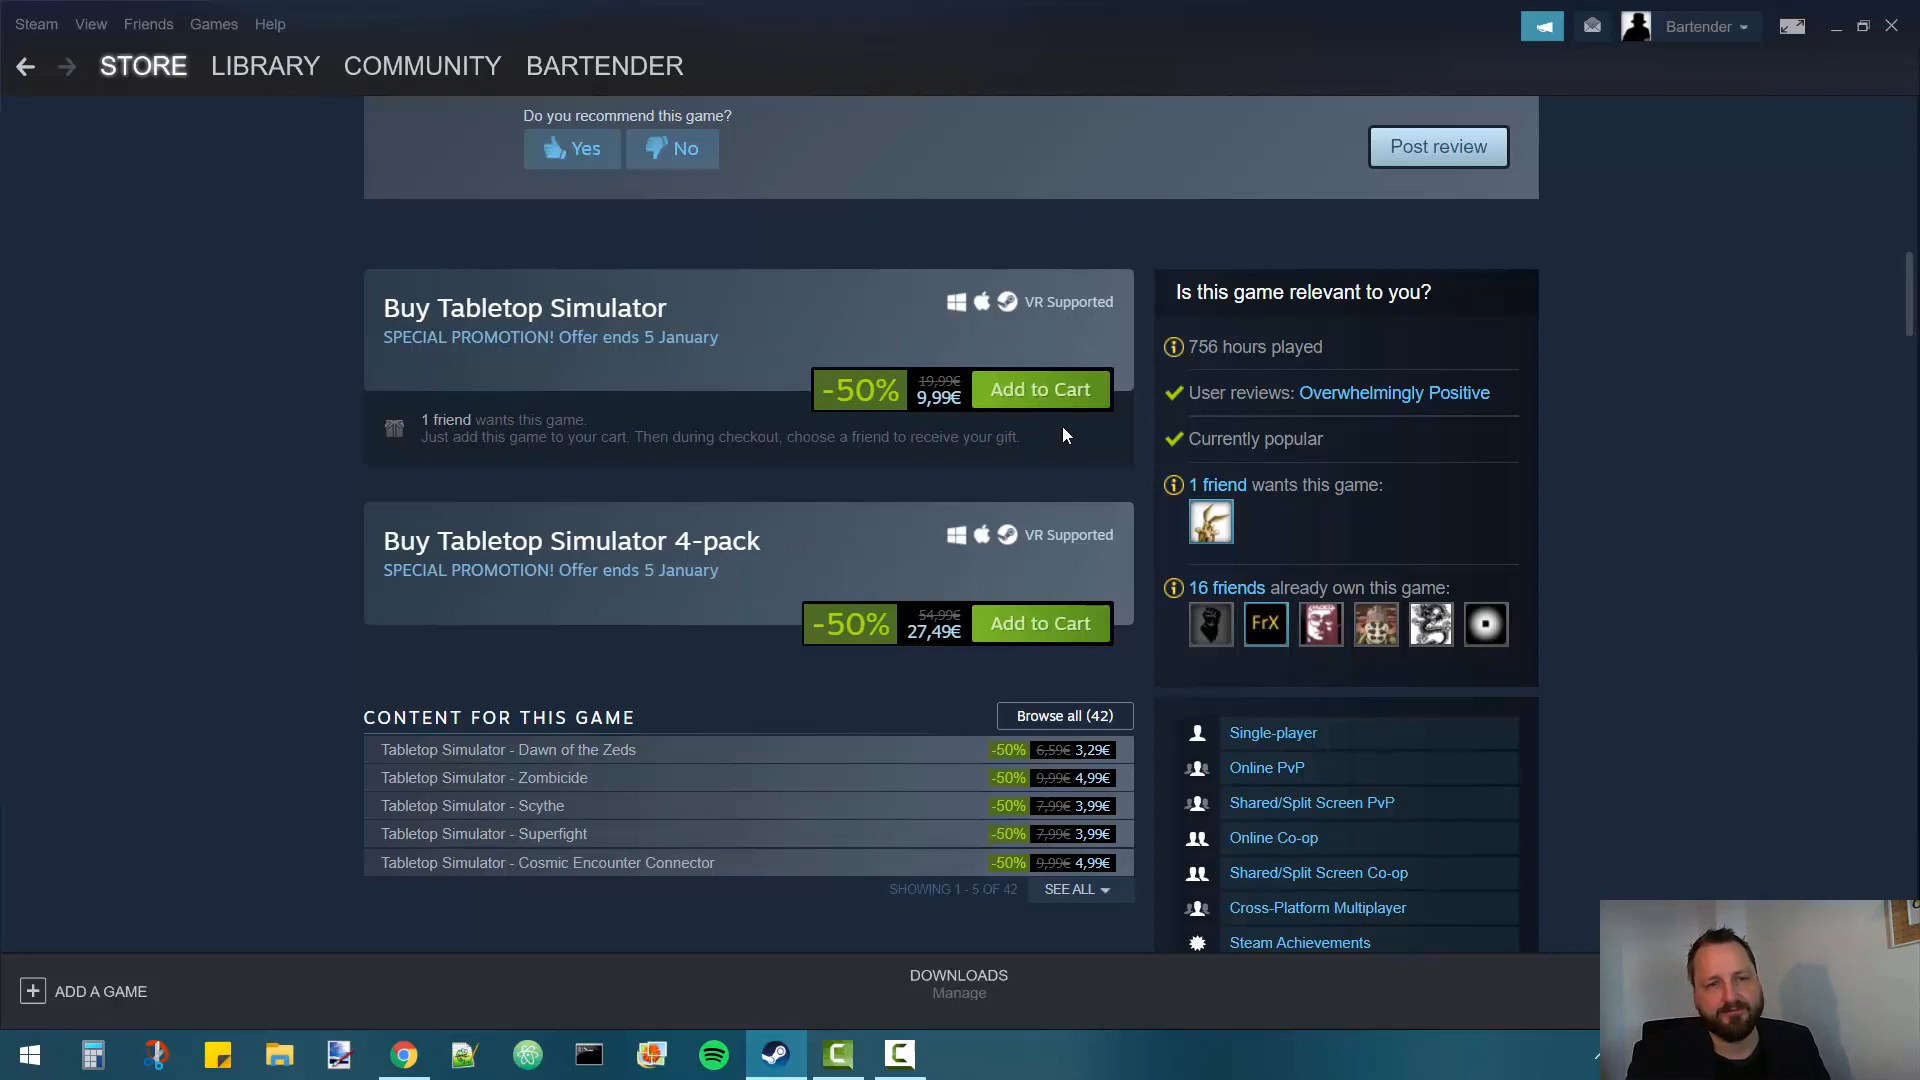 Steam View Friends Games Help
Bartender
STORE LIBRARY COMMUNITY BARTENDER
Do you recommend this game?
Yes No
Post review
Buy Tabletop Simulator
VR Supported
SPECIAL PROMOTION! Offer ends 5 January
-50% 19,99€ 9,99€ Add to Cart
1 friend wants this game.
Just add this game to your cart. Then during checkout, choose a friend to receive your gift.
Buy Tabletop Simulator 4-pack
VR Supported
SPECIAL PROMOTION! Offer ends 5 January
-50% 54,99€ 27,49€ Add to Cart
CONTENT FOR THIS GAME
Browse all (42)
Tabletop Simulator - Dawn of the Zeds -50% 6,59€ 3,29€
Tabletop Simulator - Zombicide -50% 9,99€ 4,99€
Tabletop Simulator - Scythe -50% 7,99€ 3,99€
Tabletop Simulator - Superfight -50% 7,99€ 3,99€
Tabletop Simulator - Cosmic Encounter Connector -50% 9,99€ 4,99€
SHOWING 1 - 5 OF 42 SEE ALL
Is this game relevant to you?
756 hours played
User reviews: Overwhelmingly Positive
Currently popular
1 friend wants this game:
16 friends already own this game:
FrX
Single-player
Online PvP
Shared/Split Screen PvP
Online Co-op
Shared/Split Screen Co-op
Cross-Platform Multiplayer
Steam Achievements
ADD A GAME
DOWNLOADS
Manage